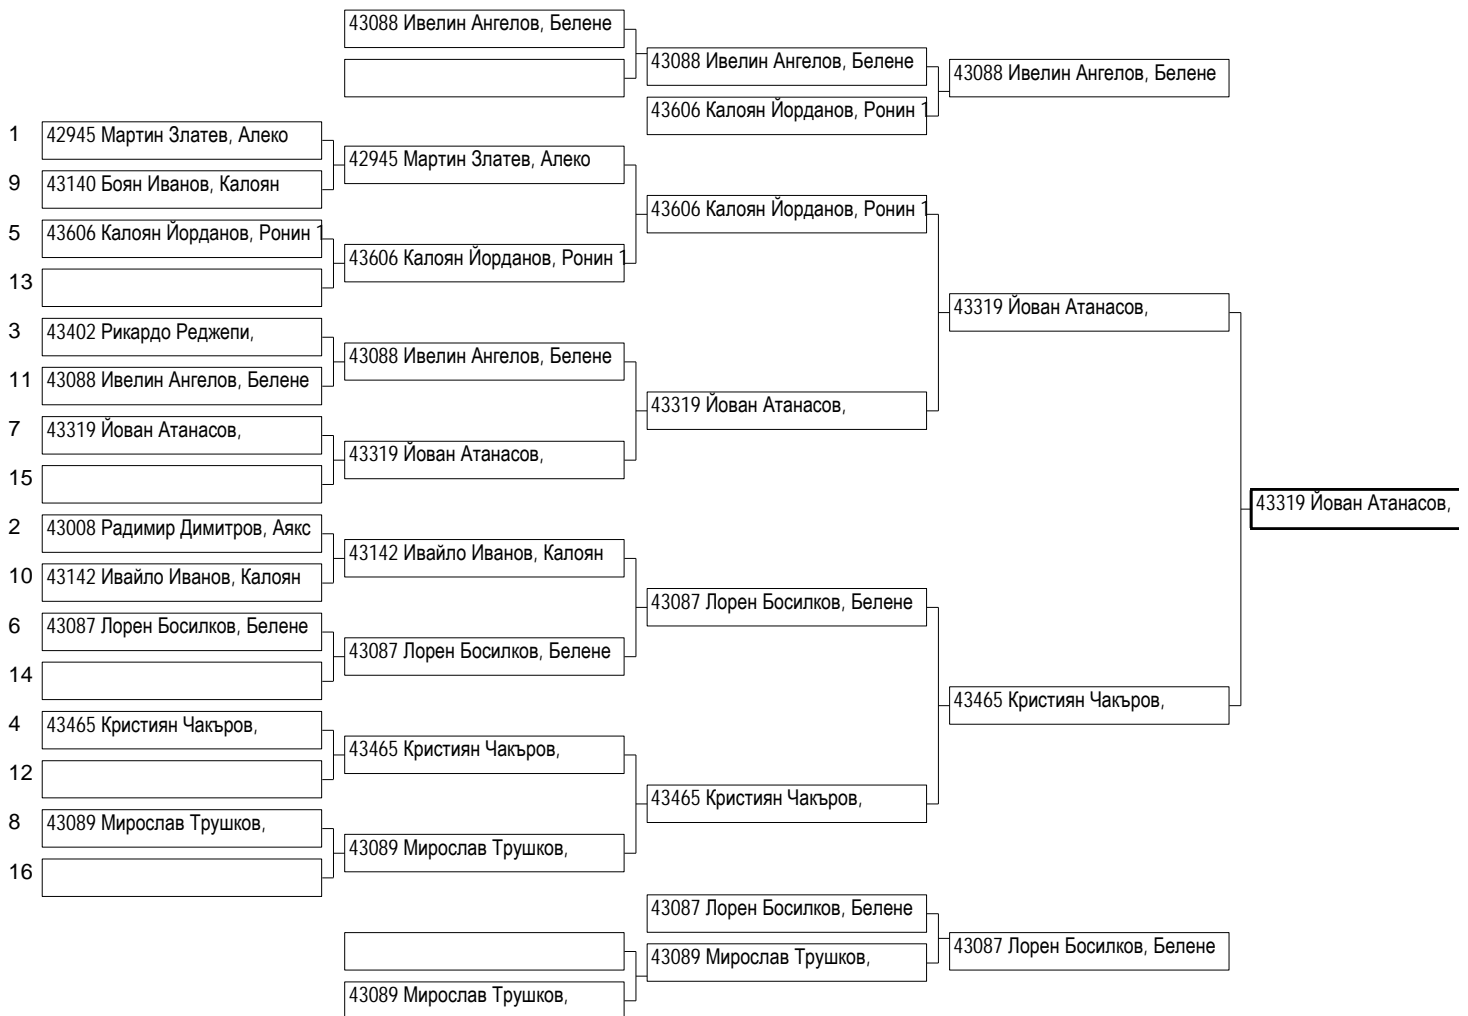 43088 Ивелин Ангелов, Белене
43088 Ивелин Ангелов, Белене
43088 Ивелин Ангелов, Белене
43606 Калоян Йорданов, Ронин 1
1 42945 Мартин Златев, Алеко
42945 Мартин Златев, Алеко
9 43140 Боян Иванов, Калоян
43606 Калоян Йорданов, Ронин 1
5 43606 Калоян Йорданов, Ронин 1
43606 Калоян Йорданов, Ронин 1
13
43319 Йован Атанасов,
3 43402 Рикардо Реджепи,
43088 Ивелин Ангелов, Белене
11 43088 Ивелин Ангелов, Белене
43319 Йован Атанасов,
7 43319 Йован Атанасов,
43319 Йован Атанасов,
15
43319 Йован Атанасов,
2 43008 Радимир Димитров, Аякс
43142 Ивайло Иванов, Калоян
10 43142 Ивайло Иванов, Калоян
43087 Лорен Босилков, Белене
6 43087 Лорен Босилков, Белене
43087 Лорен Босилков, Белене
14
43465 Кристиян Чакъров,
4 43465 Кристиян Чакъров,
43465 Кристиян Чакъров,
12
43465 Кристиян Чакъров,
8 43089 Мирослав Трушков,
43089 Мирослав Трушков,
16
43087 Лорен Босилков, Белене
43087 Лорен Босилков, Белене
43089 Мирослав Трушков,
43089 Мирослав Трушков,